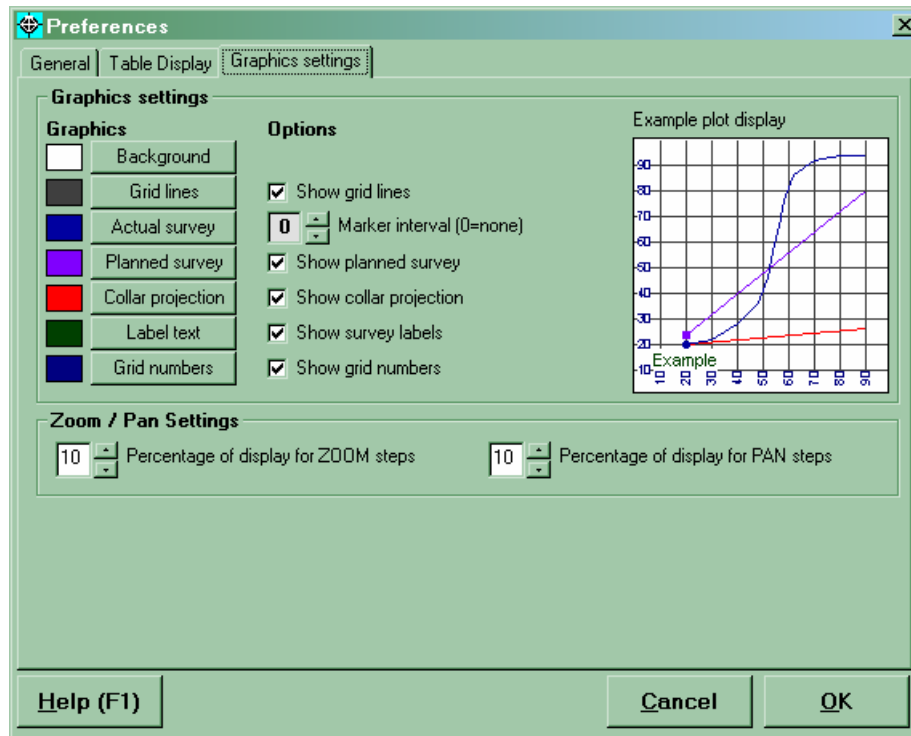 Preferences
General
Table Display
Graphics settings
Graphics settings
Graphics
Options
Example plot display
Background
Grid lines
Show grid lines
Actual survey
0
Marker interval (0=none)
Planned survey
Show planned survey
Collar projection
Show collar projection
Label text
Show survey labels
Grid numbers
Show grid numbers
90
80
70
60
50
40
30
20
10
Example
10
20
30
40
50
60
70
80
90
Zoom / Pan Settings
10
Percentage of display for ZOOM steps
10
Percentage of display for PAN steps
Help (F1)
Cancel
OK